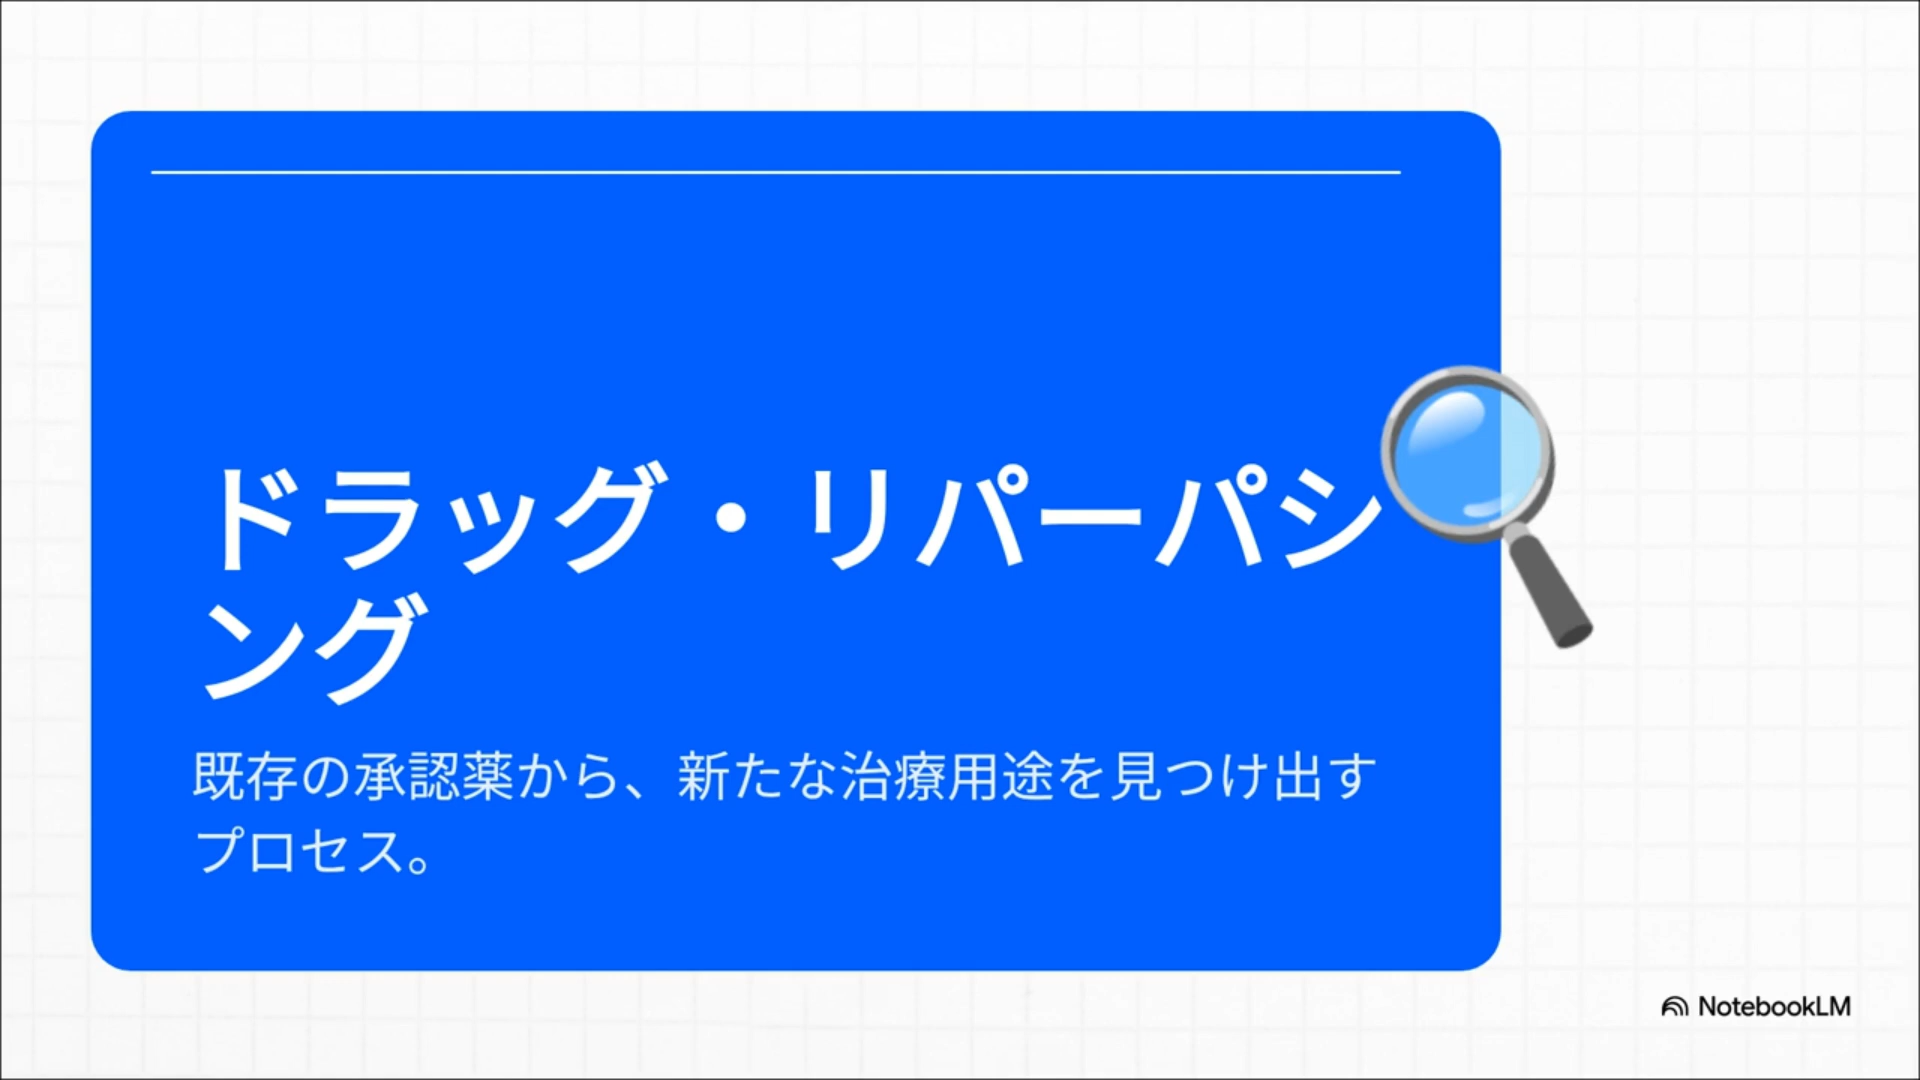 ドラッグ・リパーパシ
ング
既存の承認薬から、新たな治療用途を見つけ出す
プロセス。
NotebookLM